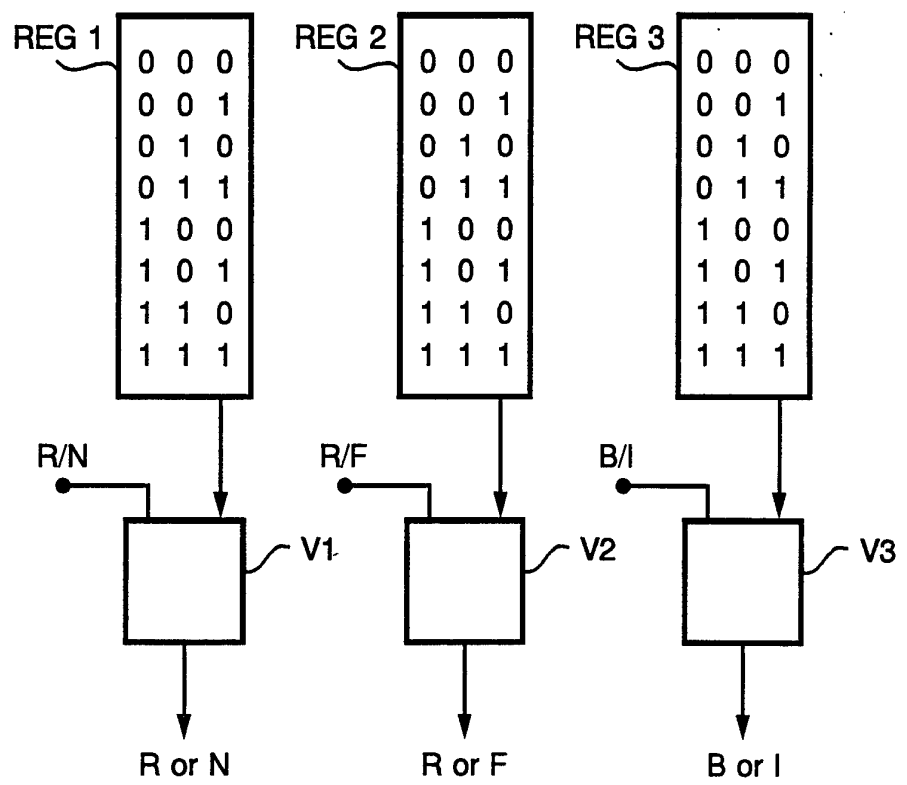 REG 1 REG 2 REG 3
0 0 0 0 0 0 0 0 0
0 0 1 0 0 1 0 0 1
0 1 0 0 1 0 0 1 0
0 1 1 0 1 1 0 1 1
1 0 0 1 0 0 1 0 0
1 0 1 1 0 1 1 0 1
1 1 0 1 1 0 1 1 0
1 1 1 1 1 1 1 1 1
R/N R/F B/I
V1 V2 V3
R or N R or F B or I